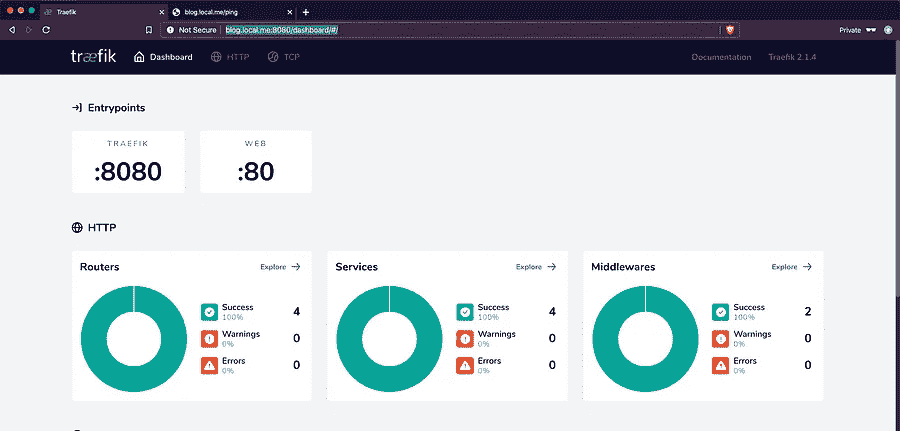 Traefik
blog.local.me/ping
Not Secure
blog.local.me:8080/dashboard/#/
Private
træfik
Dashboard
HTTP
TCP
Documentation
Traefik 2.1.4
Entrypoints
TRAEFIK
:8080
WEB
:80
HTTP
Routers
Explore
Success
100%
4
Warnings
0%
0
Errors
0%
0
Services
Explore
Success
100%
4
Warnings
0%
0
Errors
0%
0
Middlewares
Explore
Success
100%
2
Warnings
0%
0
Errors
0%
0